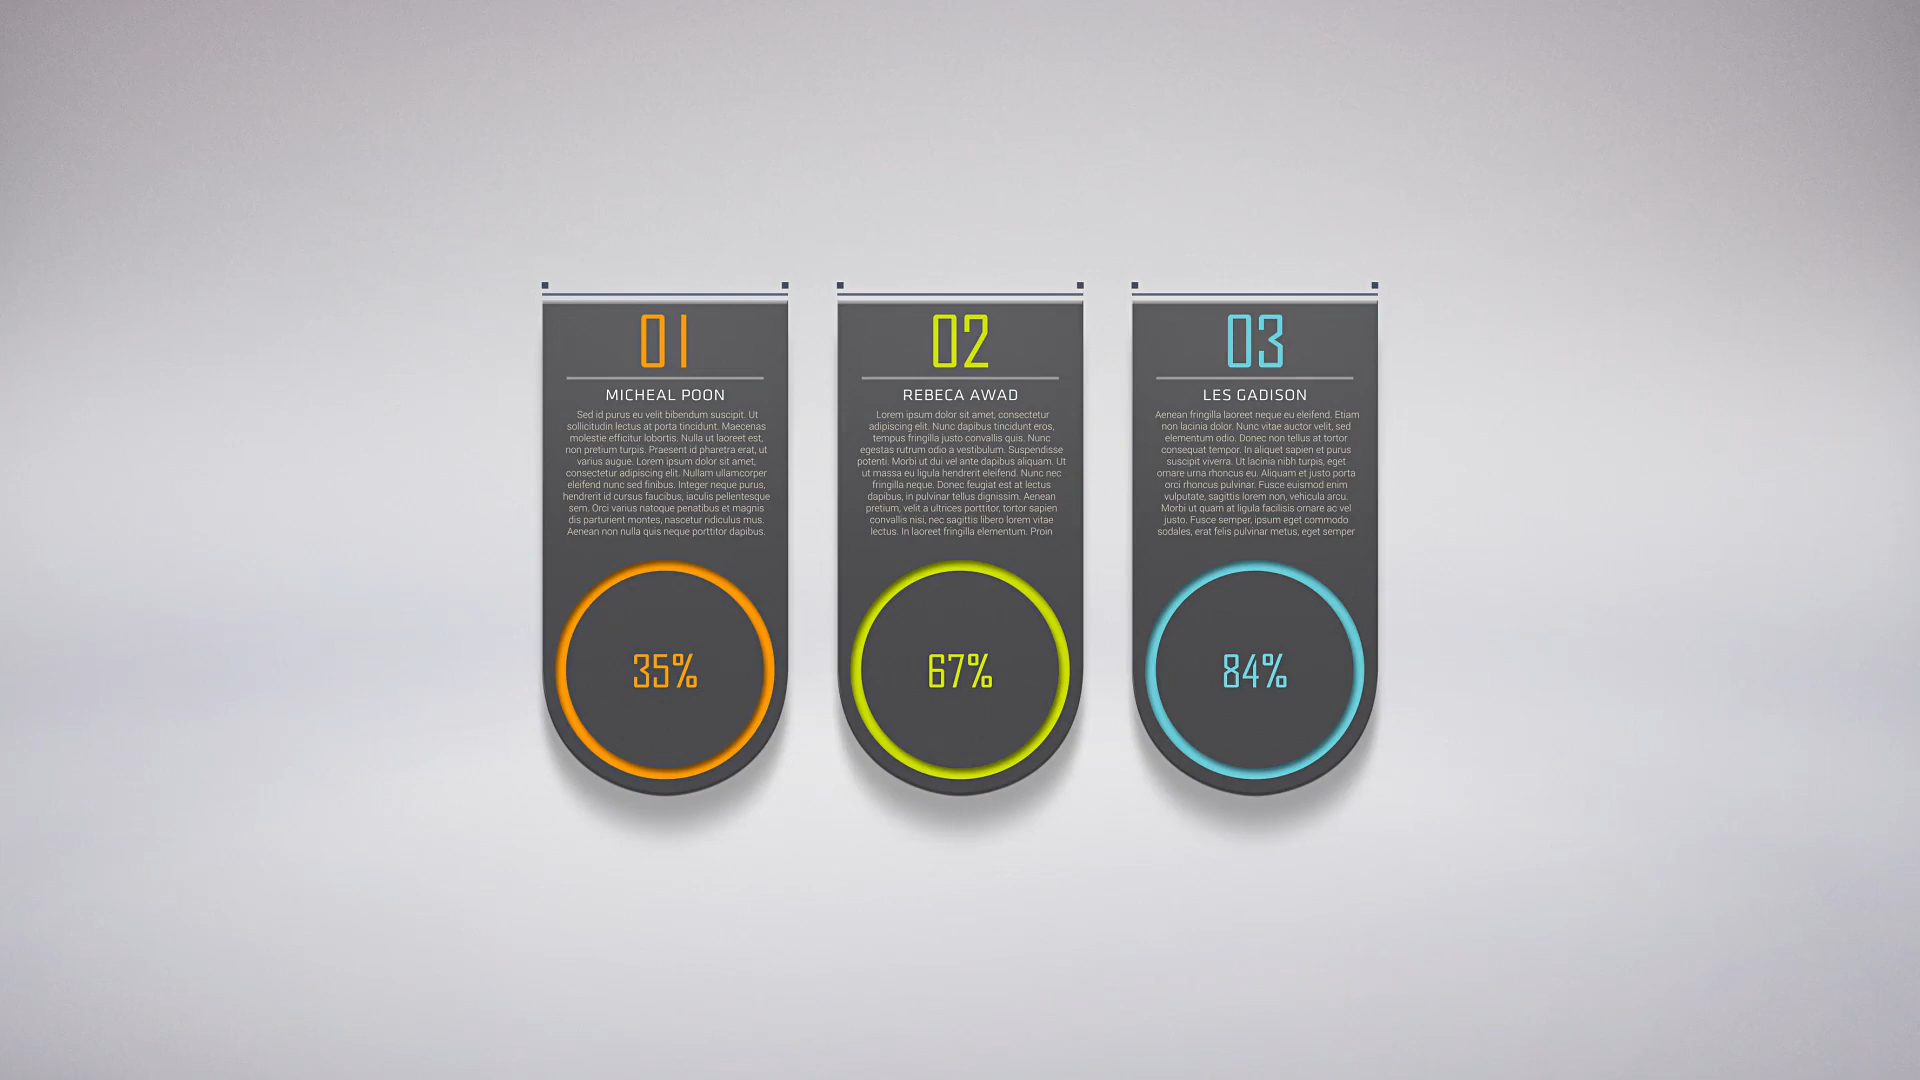 01
MICHEAL POON
Sed id purus eu velit bibendum suscipit. Ut
sollicitudin lectus at porta tincidunt. Maecenas
molestie efficitur lobortis. Nulla ut laoreet est,
non pretium turpis. Praesent id pharetra erat, ut
varius augue. Lorem ipsum dolor sit amet,
consectetur adipiscing elit. Nullam ullamcorper
eleifend nunc sed finibus. Integer neque purus,
hendrerit id cursus faucibus, iaculis pellentesque
sem. Orci varius natoque penatibus et magnis
dis parturient montes, nascetur ridiculus mus.
Aenean non nulla quis neque porttitor dapibus.
35%
02
REBECA AWAD
Lorem ipsum dolor sit amet, consectetur
adipiscing elit. Nunc dapibus tincidunt eros,
tempus fringilla justo convallis quis. Nunc
egestas rutrum odio a vestibulum. Suspendisse
potenti. Morbi ut dui vel ante dapibus aliquam. Ut
ut massa eu ligula hendrerit eleifend. Nunc nec
fringilla neque. Donec feugiat est at lectus
dapibus, in pulvinar tellus dignissim. Aenean
pretium, velit a ultrices porttitor, tortor sapien
convallis nisi, nec sagittis libero lorem vitae
lectus. In laoreet fringilla elementum. Proin
67%
03
LES GADISON
Aenean fringilla laoreet neque eu eleifend. Etiam
non lacinia dolor. Nunc vitae auctor velit, sed
elementum odio. Donec non tellus at tortor
consequat tempor. In aliquet sapien et purus
suscipit viverra. Ut lacinia nibh turpis, eget
ornare urna rhoncus eu. Aliquam et justo porta
orci rhoncus pulvinar. Fusce euismod enim
vulputate, sagittis lorem non, vehicula arcu.
Morbi ut quam at ligula facilisis ornare ac vel
justo. Fusce semper, ipsum eget commodo
sodales, erat felis pulvinar metus, eget semper
84%